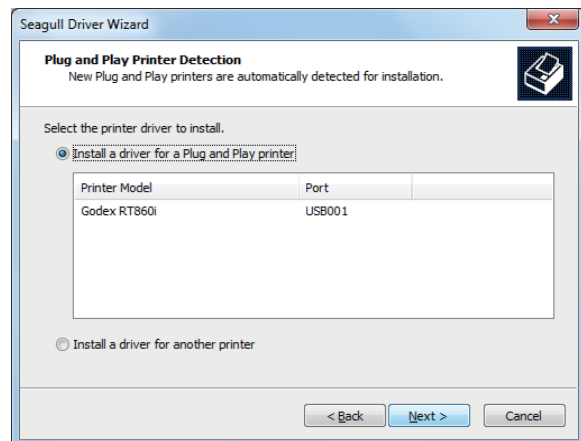 Seagull Driver Wizard
Plug and Play Printer Detection
New Plug and Play printers are automatically detected for installation.
Select the printer driver to install.
Install a driver for a Plug and Play printer
Printer Model Port
Godex RT860i USB001
Install a driver for another printer
< Back Next > Cancel